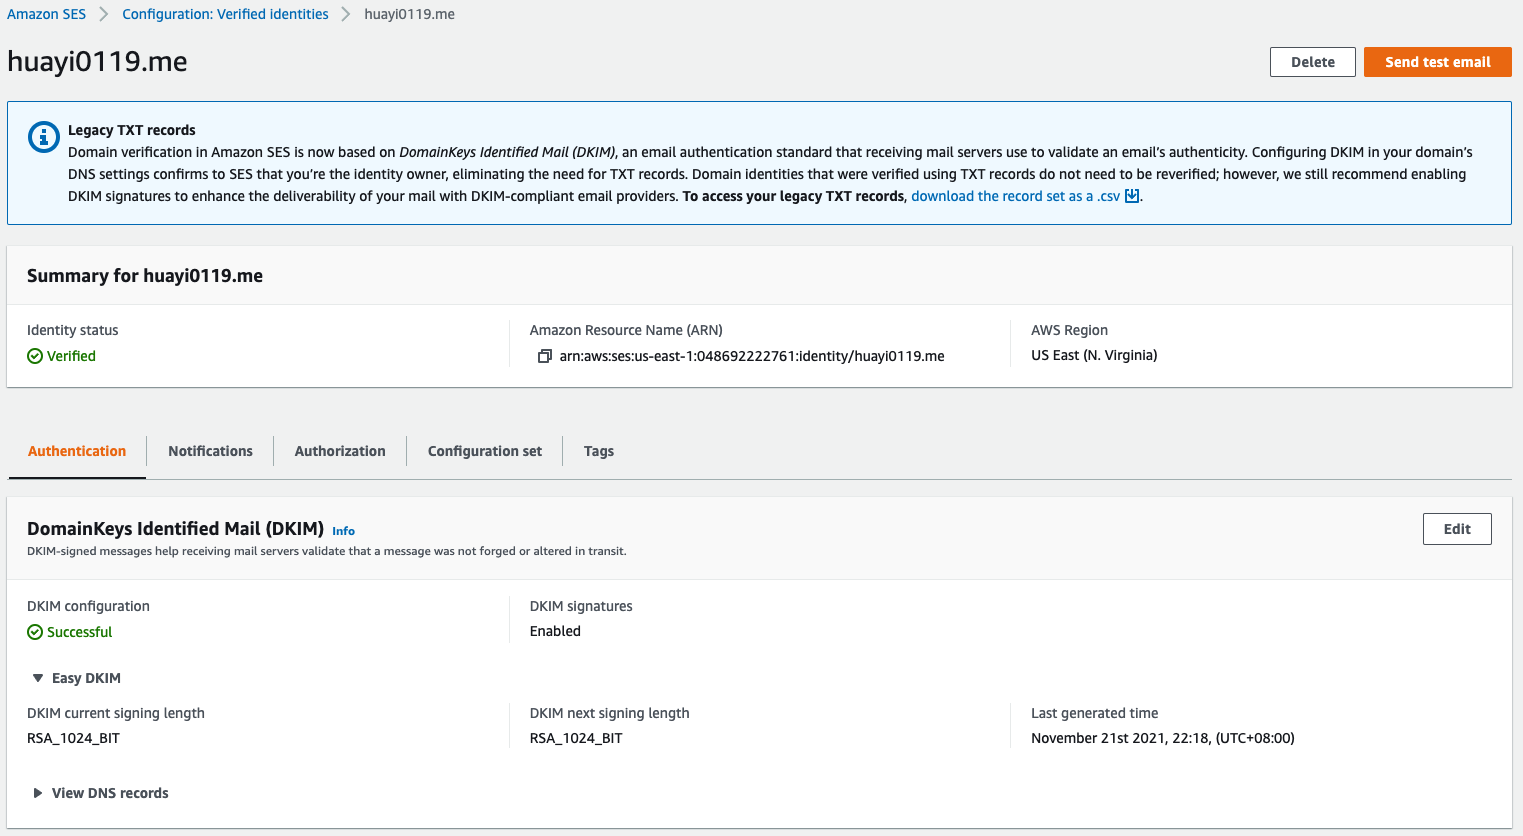 Amazon SES > Configuration: Verified identities > huayi0119.me
huayi0119.me
Delete
Send test email
Legacy TXT records
Domain verification in Amazon SES is now based on DomainKeys Identified Mail (DKIM), an email authentication standard that receiving mail servers use to validate an email's authenticity. Configuring DKIM in your domain's
DNS settings confirms to SES that you're the identity owner, eliminating the need for TXT records. Domain identities that were verified using TXT records do not need to be reverified; however, we still recommend enabling
DKIM signatures to enhance the deliverability of your mail with DKIM-compliant email providers. To access your legacy TXT records, download the record set as a .csv .
Summary for huayi0119.me
Identity status
Verified
Amazon Resource Name (ARN)
arn:aws:ses:us-east-1:048692222761:identity/huayi0119.me
AWS Region
US East (N. Virginia)
Authentication
Notifications
Authorization
Configuration set
Tags
DomainKeys Identified Mail (DKIM) Info
DKIM-signed messages help receiving mail servers validate that a message was not forged or altered in transit.
Edit
DKIM configuration
Successful
DKIM signatures
Enabled
Easy DKIM
DKIM current signing length
RSA_1024_BIT
DKIM next signing length
RSA_1024_BIT
Last generated time
November 21st 2021, 22:18, (UTC+08:00)
View DNS records